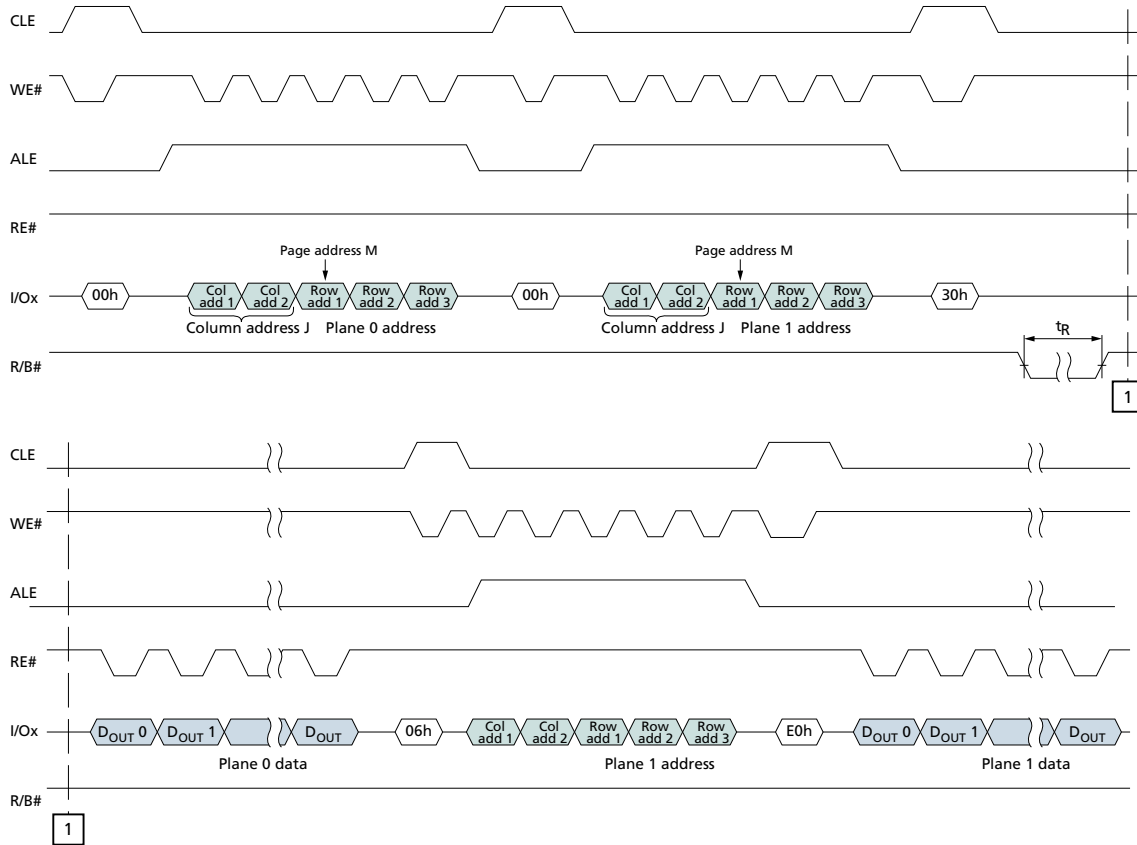 CLE
WE#
ALE
RE#
Page address M
Page address M
I/Ox
00h
Col add 1
Col add 2
Row add 1
Row add 2
Row add 3
00h
Col add 1
Col add 2
Row add 1
Row add 2
Row add 3
30h
Column address J
Plane 0 address
Column address J
Plane 1 address
tR
R/B#
1
CLE
WE#
ALE
RE#
I/Ox
DOUT 0
DOUT 1
DOUT
06h
Col add 1
Col add 2
Row add 1
Row add 2
Row add 3
E0h
DOUT 0
DOUT 1
DOUT
Plane 0 data
Plane 1 address
Plane 1 data
R/B#
1